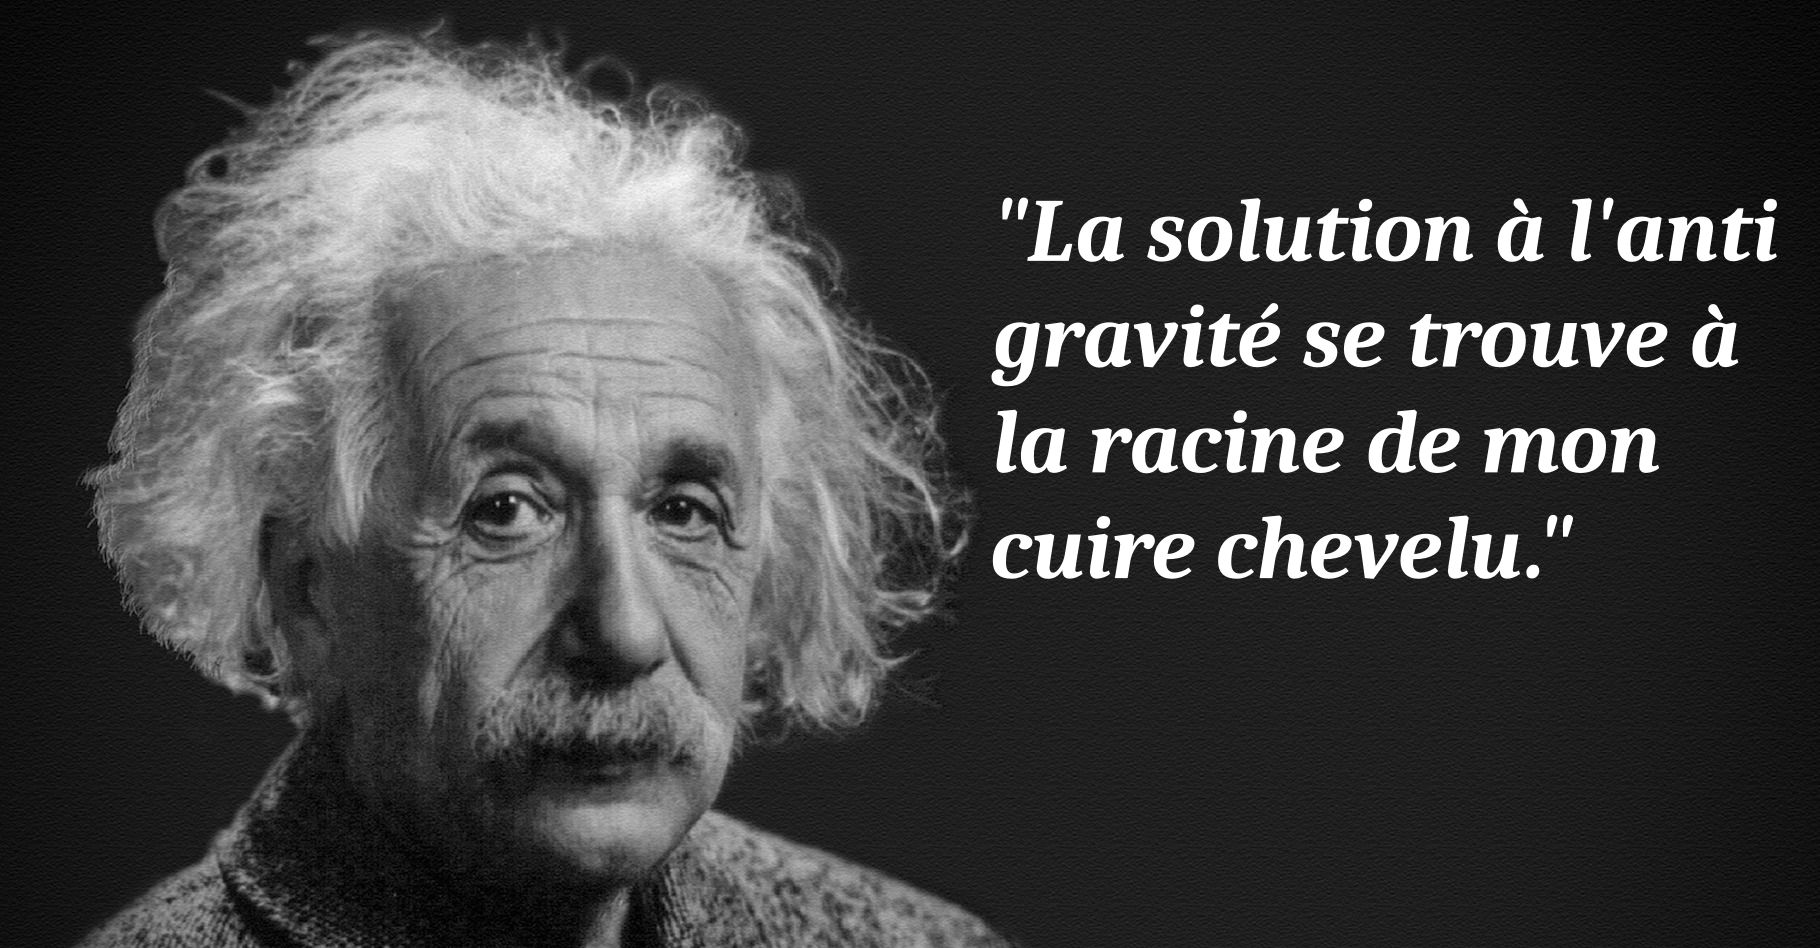 "La solution à l'anti
gravité se trouve à
la racine de mon
cuire chevelu."